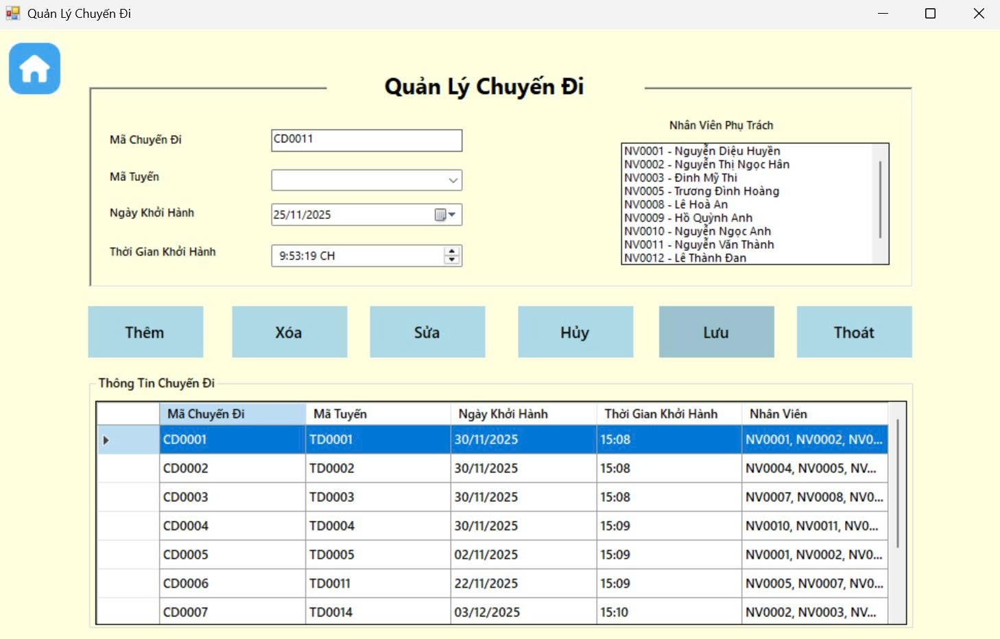 Quản Lý Chuyến Đi
Quản Lý Chuyến Đi
Mã Chuyến Đi
CD0011
Mã Tuyến
Ngày Khởi Hành
25/11/2025
Thời Gian Khởi Hành
9:53:19 CH
Nhân Viên Phụ Trách
NV0001 - Nguyễn Diệu Huyền
NV0002 - Nguyễn Thị Ngọc Hân
NV0003 - Đinh Mỹ Thi
NV0005 - Trương Đình Hoàng
NV0008 - Lê Hoà An
NV0009 - Hồ Quỳnh Anh
NV0010 - Nguyễn Ngọc Anh
NV0011 - Nguyễn Văn Thành
NV0012 - Lê Thành Đan
Thêm Xóa Sửa Hủy Lưu Thoát
Thông Tin Chuyến Đi
Mã Chuyến Đi Mã Tuyến Ngày Khởi Hành Thời Gian Khởi Hành Nhân Viên
CD0001 TD0001 30/11/2025 15:08 NV0001, NV0002, NV0...
CD0002 TD0002 30/11/2025 15:08 NV0004, NV0005, NV...
CD0003 TD0003 30/11/2025 15:08 NV0007, NV0008, NV0...
CD0004 TD0004 30/11/2025 15:09 NV0010, NV0011, NV0...
CD0005 TD0005 02/11/2025 15:09 NV0001, NV0002, NV0...
CD0006 TD0011 22/11/2025 15:09 NV0005, NV0007, NV0...
CD0007 TD0014 03/12/2025 15:10 NV0002, NV0003, NV...